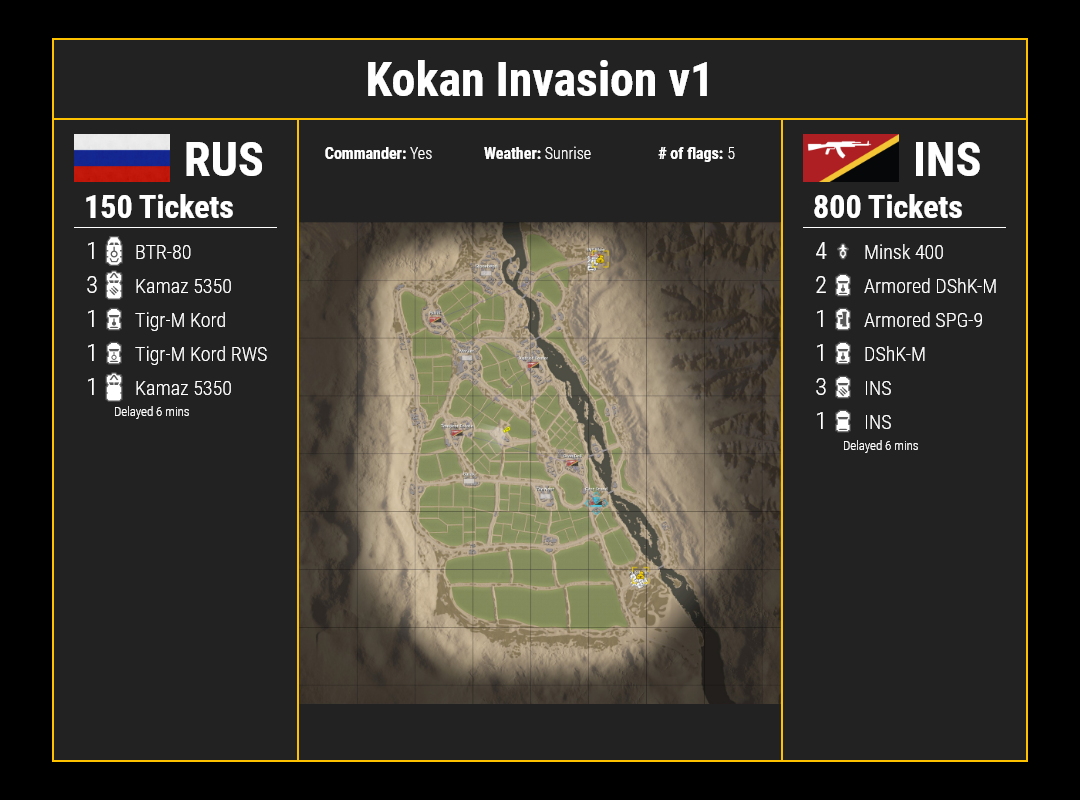 Kokan Invasion v1
RUS
150 Tickets
1 BTR-80
3 Kamaz 5350
1 Tigr-M Kord
1 Tigr-M Kord RWS
1 Kamaz 5350
Delayed 6 mins
Commander: Yes Weather: Sunrise # of flags: 5
INS
800 Tickets
4 Minsk 400
2 Armored DShK-M
1 Armored SPG-9
1 DShK-M
3 INS
1 INS
Delayed 6 mins